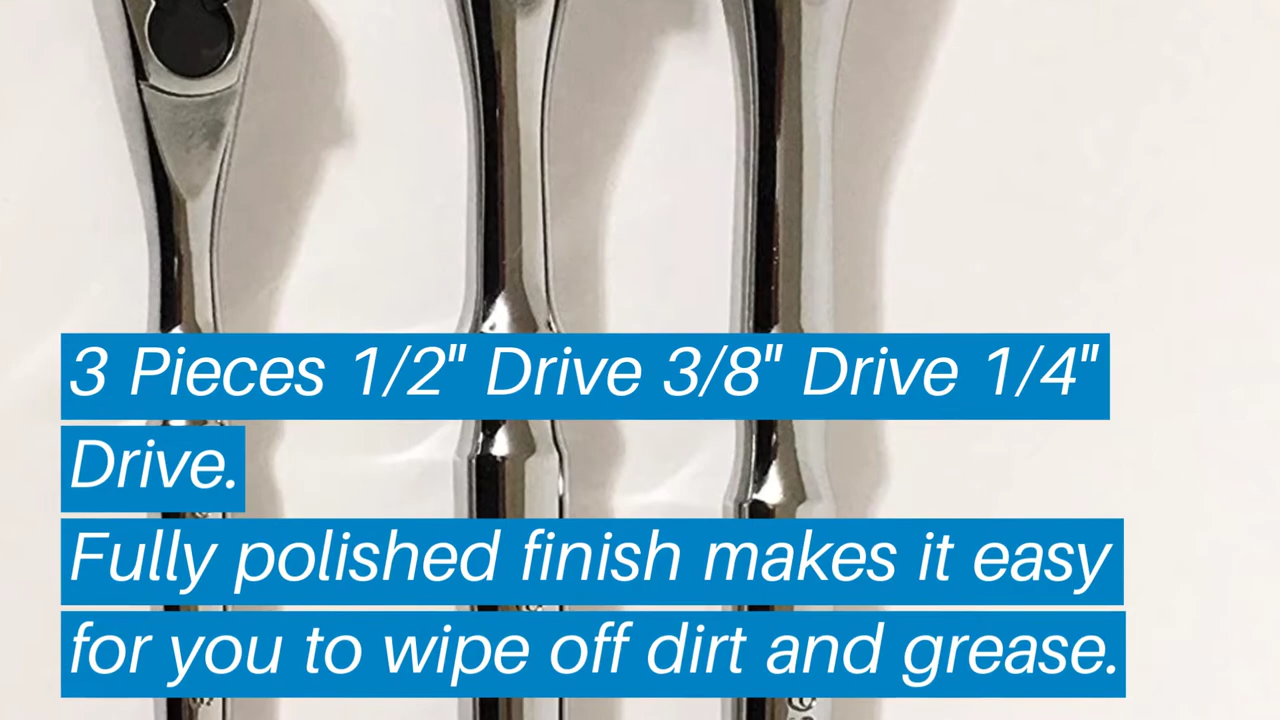 3 Pieces 1/2" Drive 3/8" Drive 1/4"
Drive.
Fully polished finish makes it easy
for you to wipe off dirt and grease.